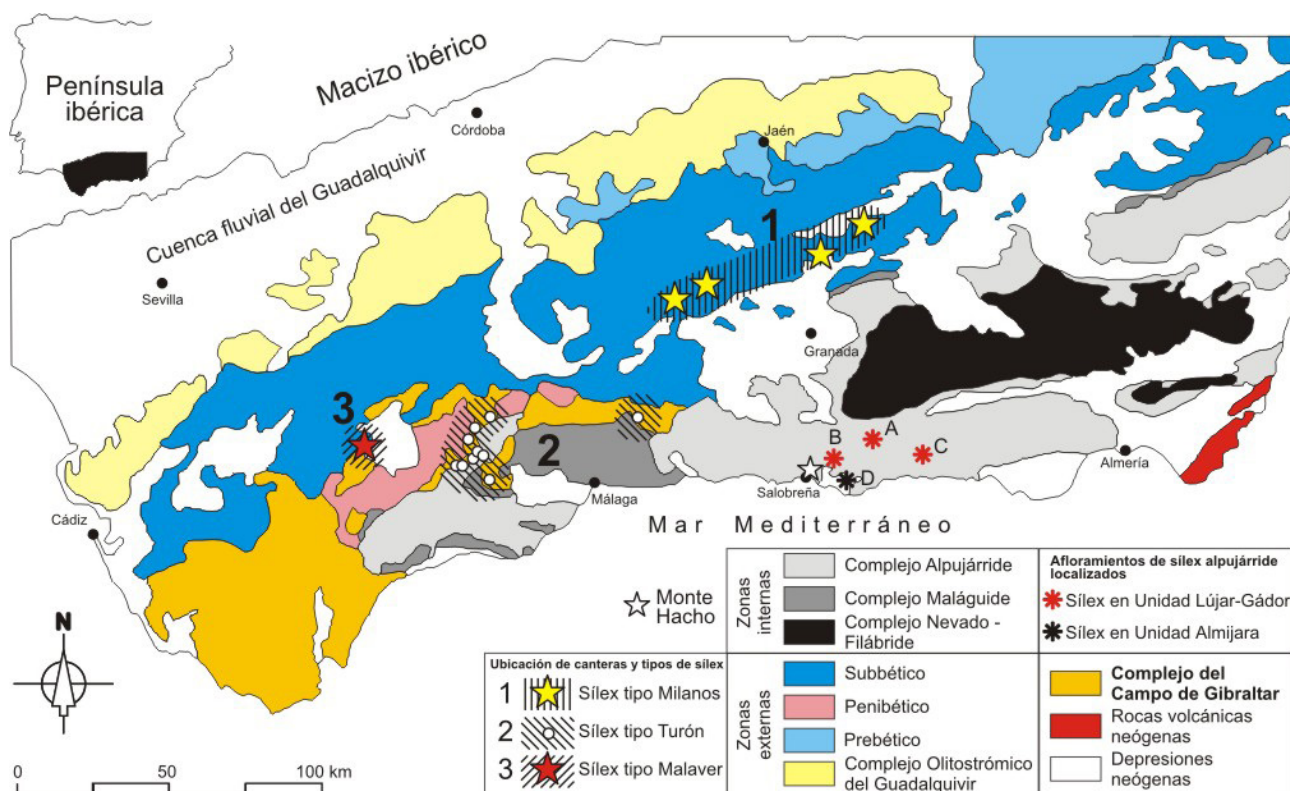 Península
ibérica
Macizo ibérico
Córdoba
Jaén
Cuenca fluvial del Guadalquivir
1
Sevilla
Granada
3
2
B
A
C
D
Almería
Salobreña
Málaga
Cádiz
Mar Mediterráneo
N
0 50 100 km
Monte
Hacho
Zonas
internas
Complejo Alpujárride
Complejo Maláguide
Complejo Nevado -
Filábride
Afloramientos de sílex alpujárride
localizados
Sílex en Unidad Lújar-Gádor
Sílex en Unidad Almijara
Ubicación de canteras y tipos de sílex
1 Sílex tipo Milanos
2 Sílex tipo Turón
3 Sílex tipo Malaver
Zonas
externas
Subbético
Penibético
Prebético
Complejo Olitostrómico
del Guadalquivir
Complejo del
Campo de Gibraltar
Rocas volcánicas
neógenas
Depresiones
neógenas